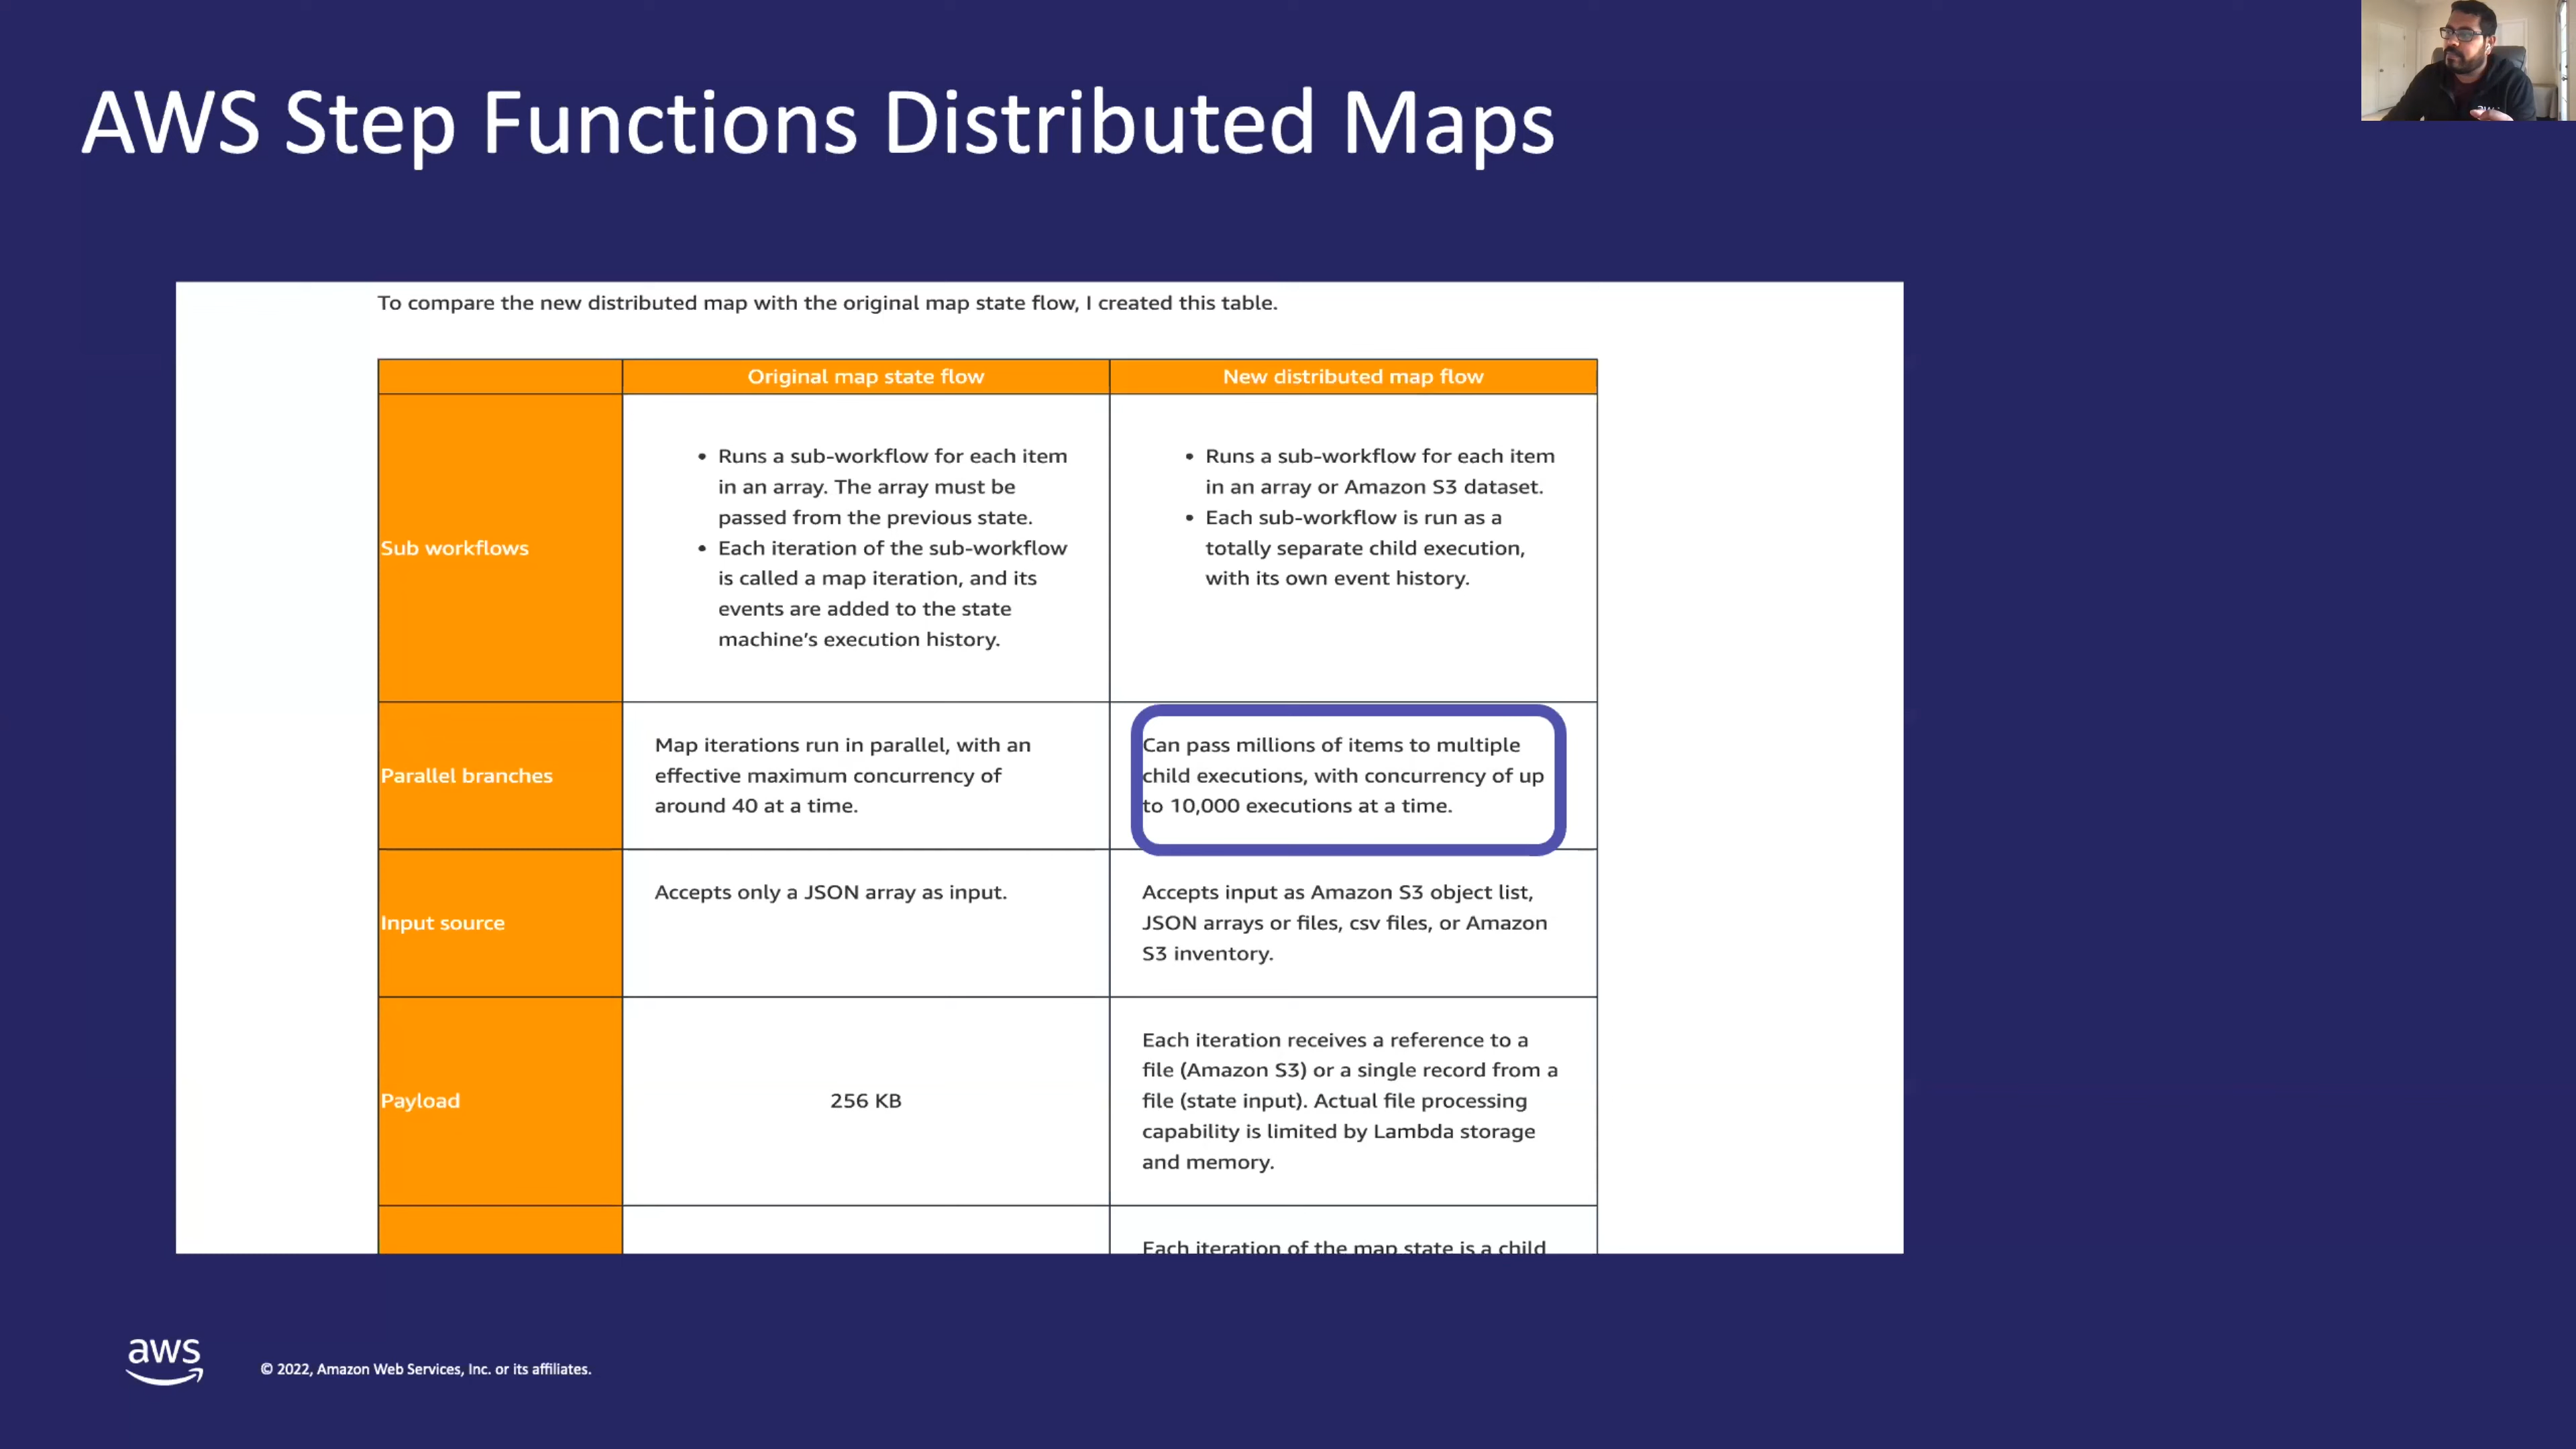 AWS Step Functions Distributed Maps
To compare the new distributed map with the original map state flow, I created this table.
Original map state flow
New distributed map flow
Sub workflows
• Runs a sub-workflow for each item
in an array. The array must be
passed from the previous state.
• Each iteration of the sub-workflow
is called a map iteration, and its
events are added to the state
machine’s execution history.
• Runs a sub-workflow for each item
in an array or Amazon S3 dataset.
• Each sub-workflow is run as a
totally separate child execution,
with its own event history.
Parallel branches
Map iterations run in parallel, with an
effective maximum concurrency of
around 40 at a time.
Can pass millions of items to multiple
child executions, with concurrency of up
to 10,000 executions at a time.
Input source
Accepts only a JSON array as input.
Accepts input as Amazon S3 object list,
JSON arrays or files, csv files, or Amazon
S3 inventory.
Payload
256 KB
Each iteration receives a reference to a
file (Amazon S3) or a single record from a
file (state input). Actual file processing
capability is limited by Lambda storage
and memory.
Each iteration of the map state is a child
aws
© 2022, Amazon Web Services, Inc. or its affiliates.